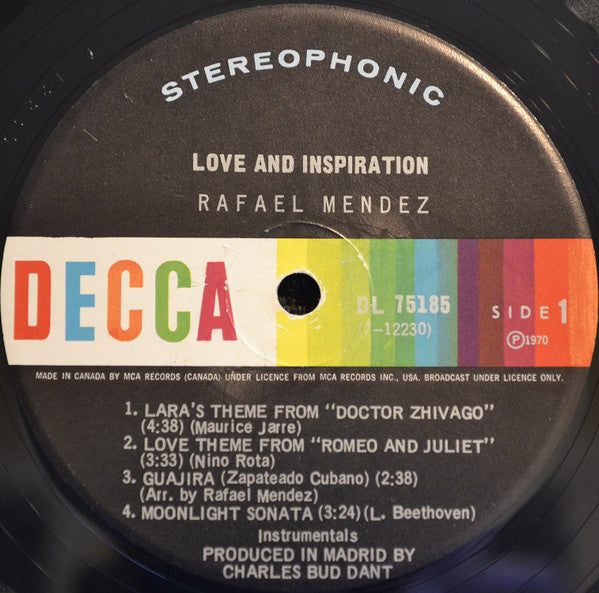 STEREOPHONIC
LOVE AND INSPIRATION
RAFAEL MENDEZ
DECCA
DL 75185
(7-12230)
SIDE 1
Ⓟ1970
MADE IN CANADA BY MCA RECORDS (CANADA) UNDER LICENCE FROM MCA RECORDS INC., USA. BROADCAST UNDER LICENCE ONLY.
1. LARA'S THEME FROM "DOCTOR ZHIVAGO"
(4:38) (Maurice Jarre)
2. LOVE THEME FROM "ROMEO AND JULIET"
(3:33) (Nino Rota)
3. GUAJIRA (Zapateado Cubano) (2:38)
(Arr. by Rafael Mendez)
4. MOONLIGHT SONATA (3:24) (L. Beethoven)
Instrumentals
PRODUCED IN MADRID BY
CHARLES BUD DANT